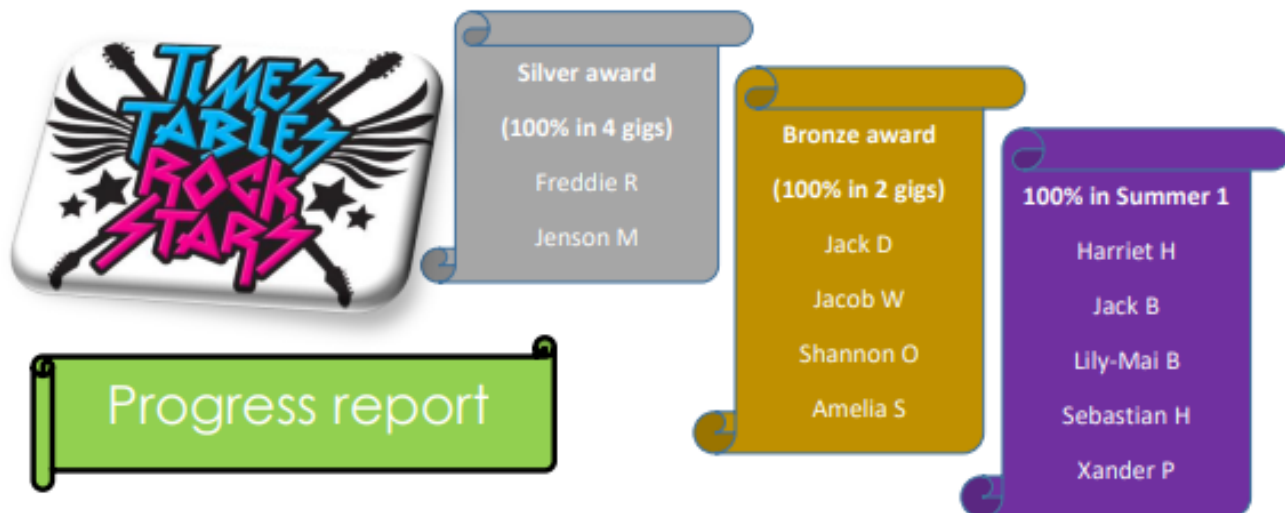 TIMES
TABLES
ROCK
STARS
Progress report
Silver award
(100% in 4 gigs)
Freddie R
Jenson M
Bronze award
(100% in 2 gigs)
Jack D
Jacob W
Shannon O
Amelia S
100% in Summer 1
Harriet H
Jack B
Lily-Mai B
Sebastian H
Xander P